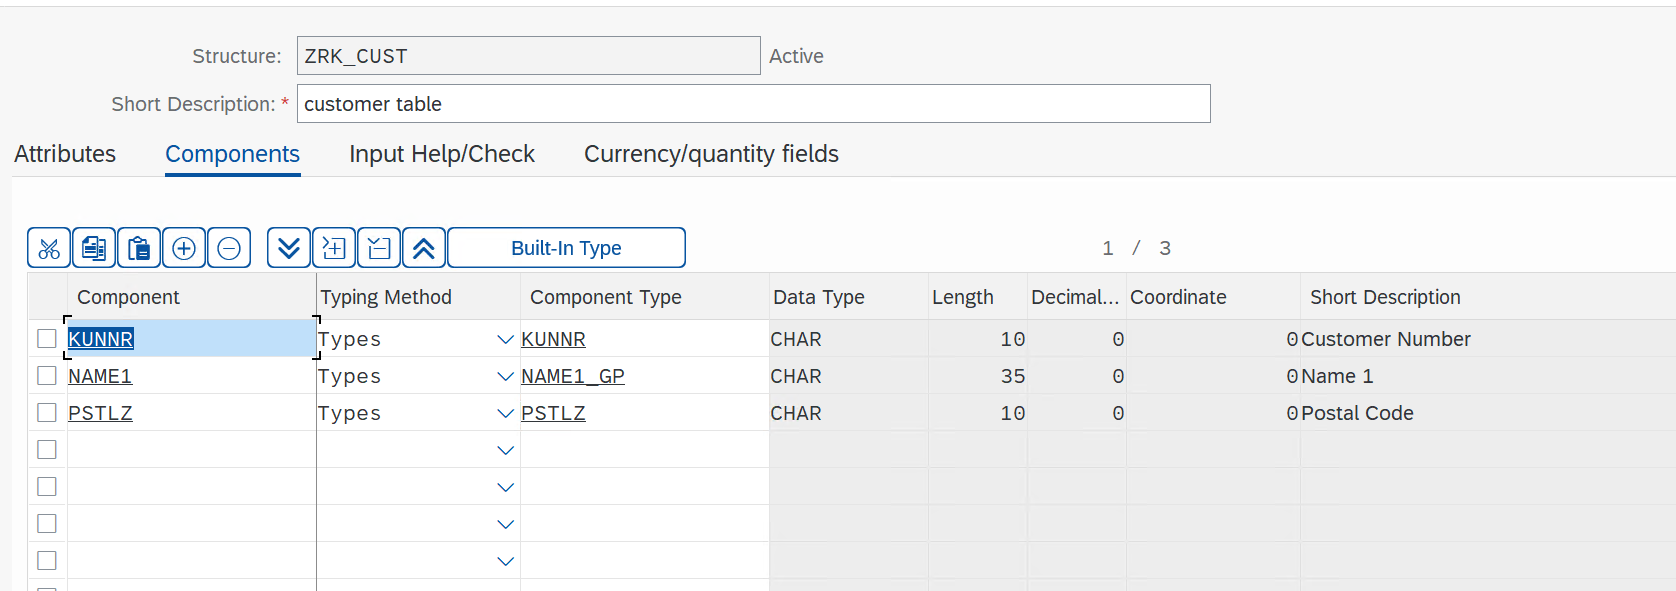 Structure: ZRK_CUST Active
Short Description: * customer table
Attributes Components Input Help/Check Currency/quantity fields
Built-In Type 1 / 3
Component Typing Method Component Type Data Type Length Decimal... Coordinate Short Description
KUNNR Types KUNNR CHAR 10 0 0 Customer Number
NAME1 Types NAME1_GP CHAR 35 0 0 Name 1
PSTLZ Types PSTLZ CHAR 10 0 0 Postal Code